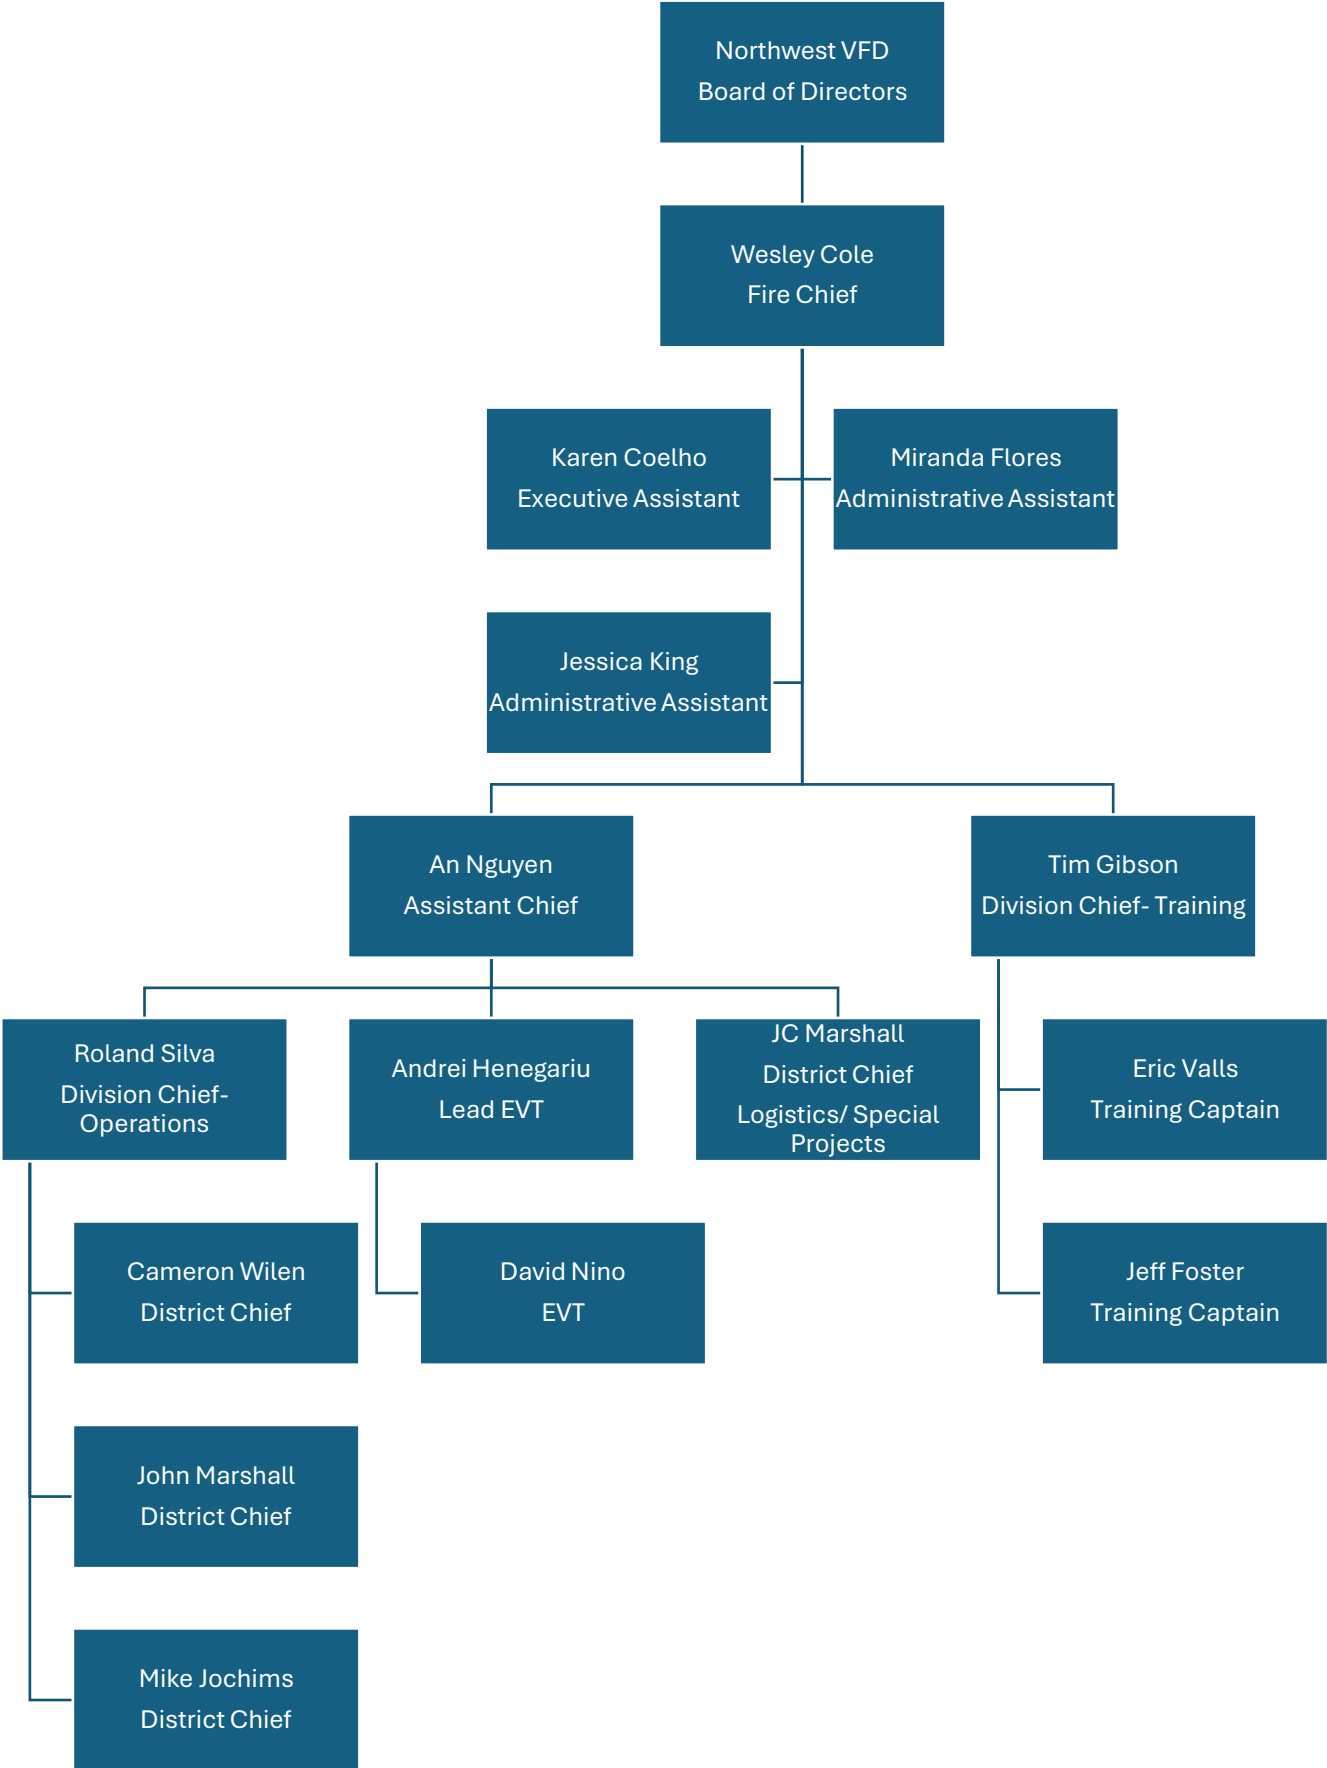 Northwest VFD
Board of Directors
Wesley Cole
Fire Chief
Karen Coelho
Executive Assistant
Miranda Flores
Administrative Assistant
Jessica King
Administrative Assistant
An Nguyen
Assistant Chief
Tim Gibson
Division Chief- Training
Roland Silva
Division Chief-
Operations
Andrei Henegariu
Lead EVT
JC Marshall
District Chief
Logistics/ Special
Projects
Eric Valls
Training Captain
Cameron Wilen
District Chief
David Nino
EVT
Jeff Foster
Training Captain
John Marshall
District Chief
Mike Jochims
District Chief